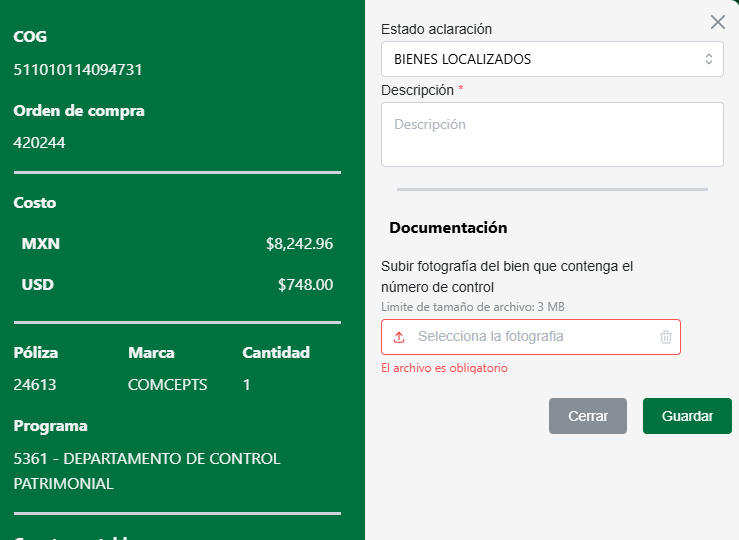 COG
511010114094731
Orden de compra
420244
Costo
MXN $8,242.96
USD $748.00
Póliza Marca Cantidad
24613 COMCEPTS 1
Programa
5361 - DEPARTAMENTO DE CONTROL
PATRIMONIAL
Estado aclaración
BIENES LOCALIZADOS
Descripción *
Descripción
Documentación
Subir fotografía del bien que contenga el
número de control
Limite de tamaño de archivo: 3 MB
Selecciona la fotografia
El archivo es obligatorio
Cerrar Guardar